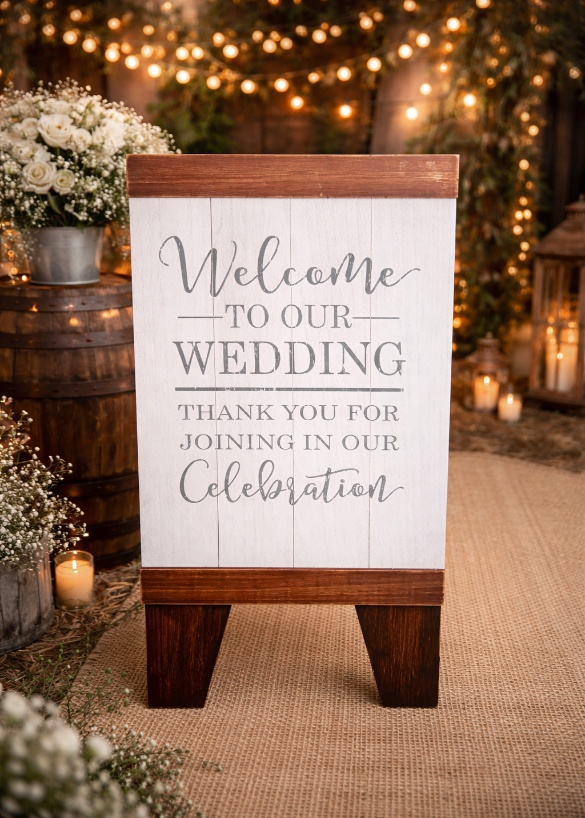 Welcome
TO OUR
WEDDING
THANK YOU FOR
JOINING IN OUR
Celebration